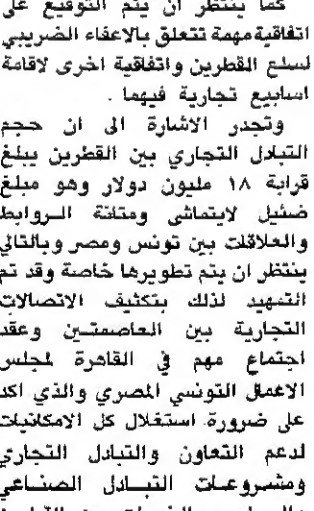 كما ينتظر ان يتم التوقيع على
اتفاقية مهمة تتعلق بالاعفاء الضريبي
لسلع القطرين واتفاقية اخرى لاقامة
اسابيع تجارية فيهما .
وتجدر الاشارة الى ان حجم
التبادل التجاري بين القطرين يبلغ
قرابة ١٨ مليون دولار وهو مبلغ
ضئيل لايتماشى ومتانة الروابط
والعلاقات بين تونس ومصر وبالتالي
ينتظر ان يتم تطويرها خاصة وقد تم
التمهيد لذلك بتكثيف الاتصالات
التجارية بين العاصمتين وعقد
اجتماع مهم في القاهرة لمجلس
الاعمال التونسي المصري والذي اكد
على ضرورة استغلال كل الامكانيات
لدعم التعاون والتبادل التجاري
ومشروعات التبادل الصناعي